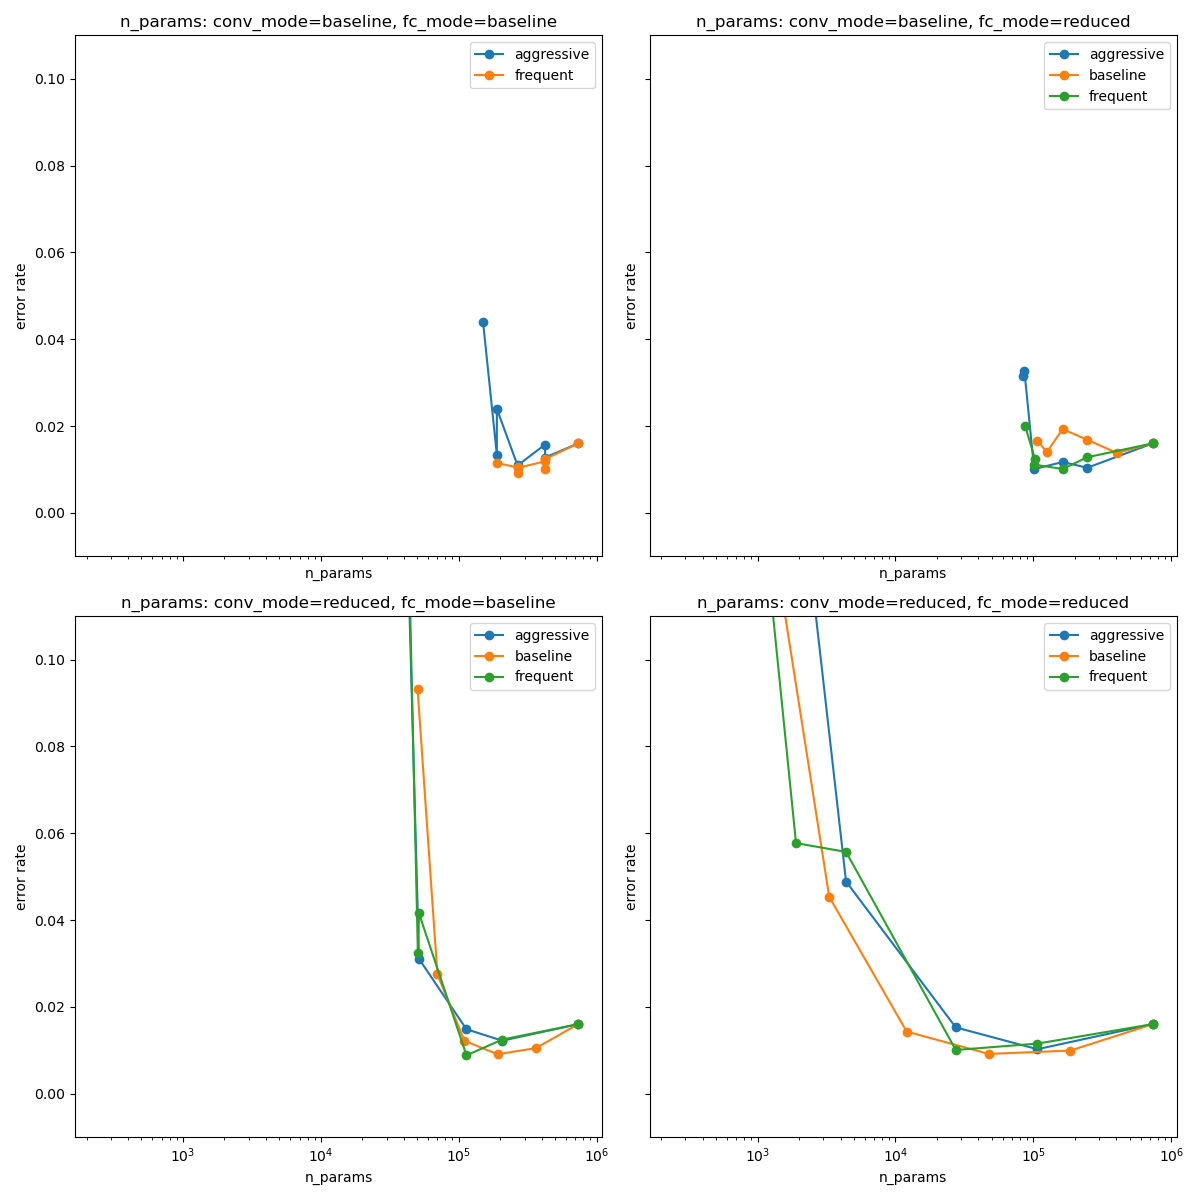 n_params: conv_mode=baseline, fc_mode=baseline
aggressive
frequent
0.10
0.08
0.06
0.04
0.02
0.00
error rate
n_params
n_params: conv_mode=baseline, fc_mode=reduced
aggressive
baseline
frequent
error rate
n_params
n_params: conv_mode=reduced, fc_mode=baseline
aggressive
baseline
frequent
0.10
0.08
0.06
0.04
0.02
0.00
error rate
10³ 10⁴ 10⁵ 10⁶
n_params
n_params: conv_mode=reduced, fc_mode=reduced
aggressive
baseline
frequent
error rate
10³ 10⁴ 10⁵ 10⁶
n_params